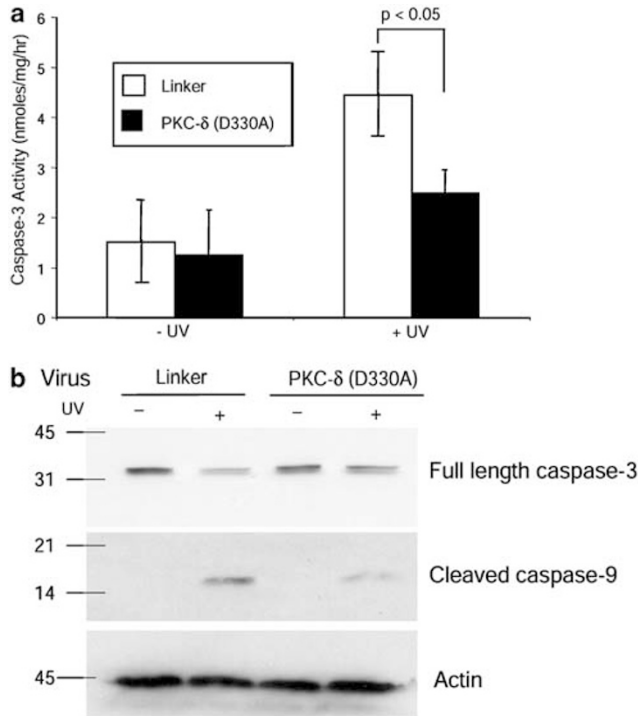 a
Caspase-3 Activity (nmoles/mg/hr)
6
5
4
3
2
1
0
Linker
PKC-δ (D330A)
p < 0.05
- UV
+ UV
b
Virus
Linker
PKC-δ (D330A)
UV
– + – +
45
31
Full length caspase-3
21
14
Cleaved caspase-9
45
Actin